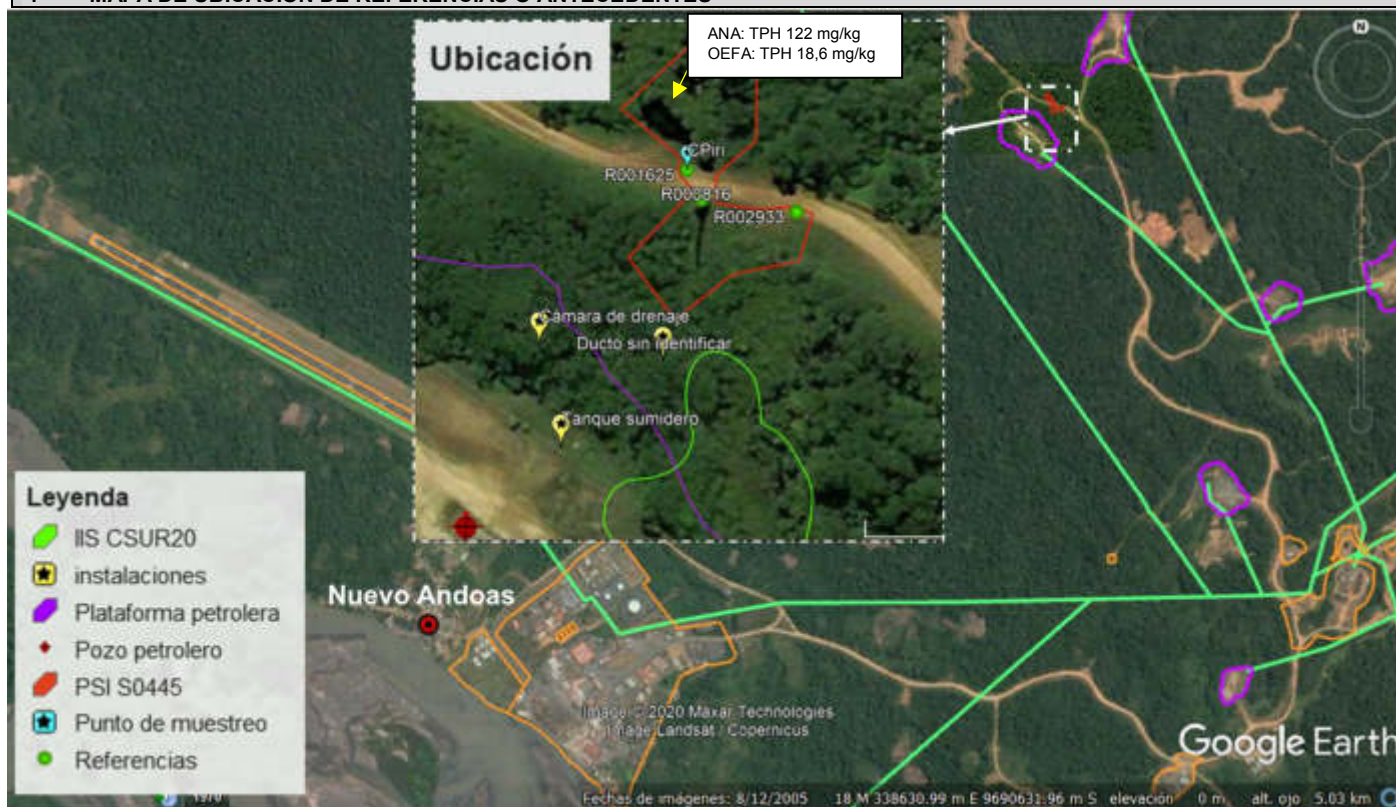 MAPA DE UBICACIÓN DE REFERENCIAS O ANTECEDENTES
N
Ubicación
ANA: TPH 122 mg/kg
OEFA: TPH 18,6 mg/kg
CPiri
R001625
R000816
R002933
Cámara de drenaje
Ducto sin identificar
Tanque sumidero
Leyenda
IIS CSUR20
instalaciones
Plataforma petrolera
Pozo petrolero
PSI S0445
Punto de muestreo
Referencias
Nuevo Andoas
Image © 2020 Maxar Technologies
Image Landsat / Copernicus
Google Earth
1970
Fechas de imágenes: 8/12/2005 18 M 338630.99 m E 9690631.96 m S elevación 0 m alt. ojo 5.03 km